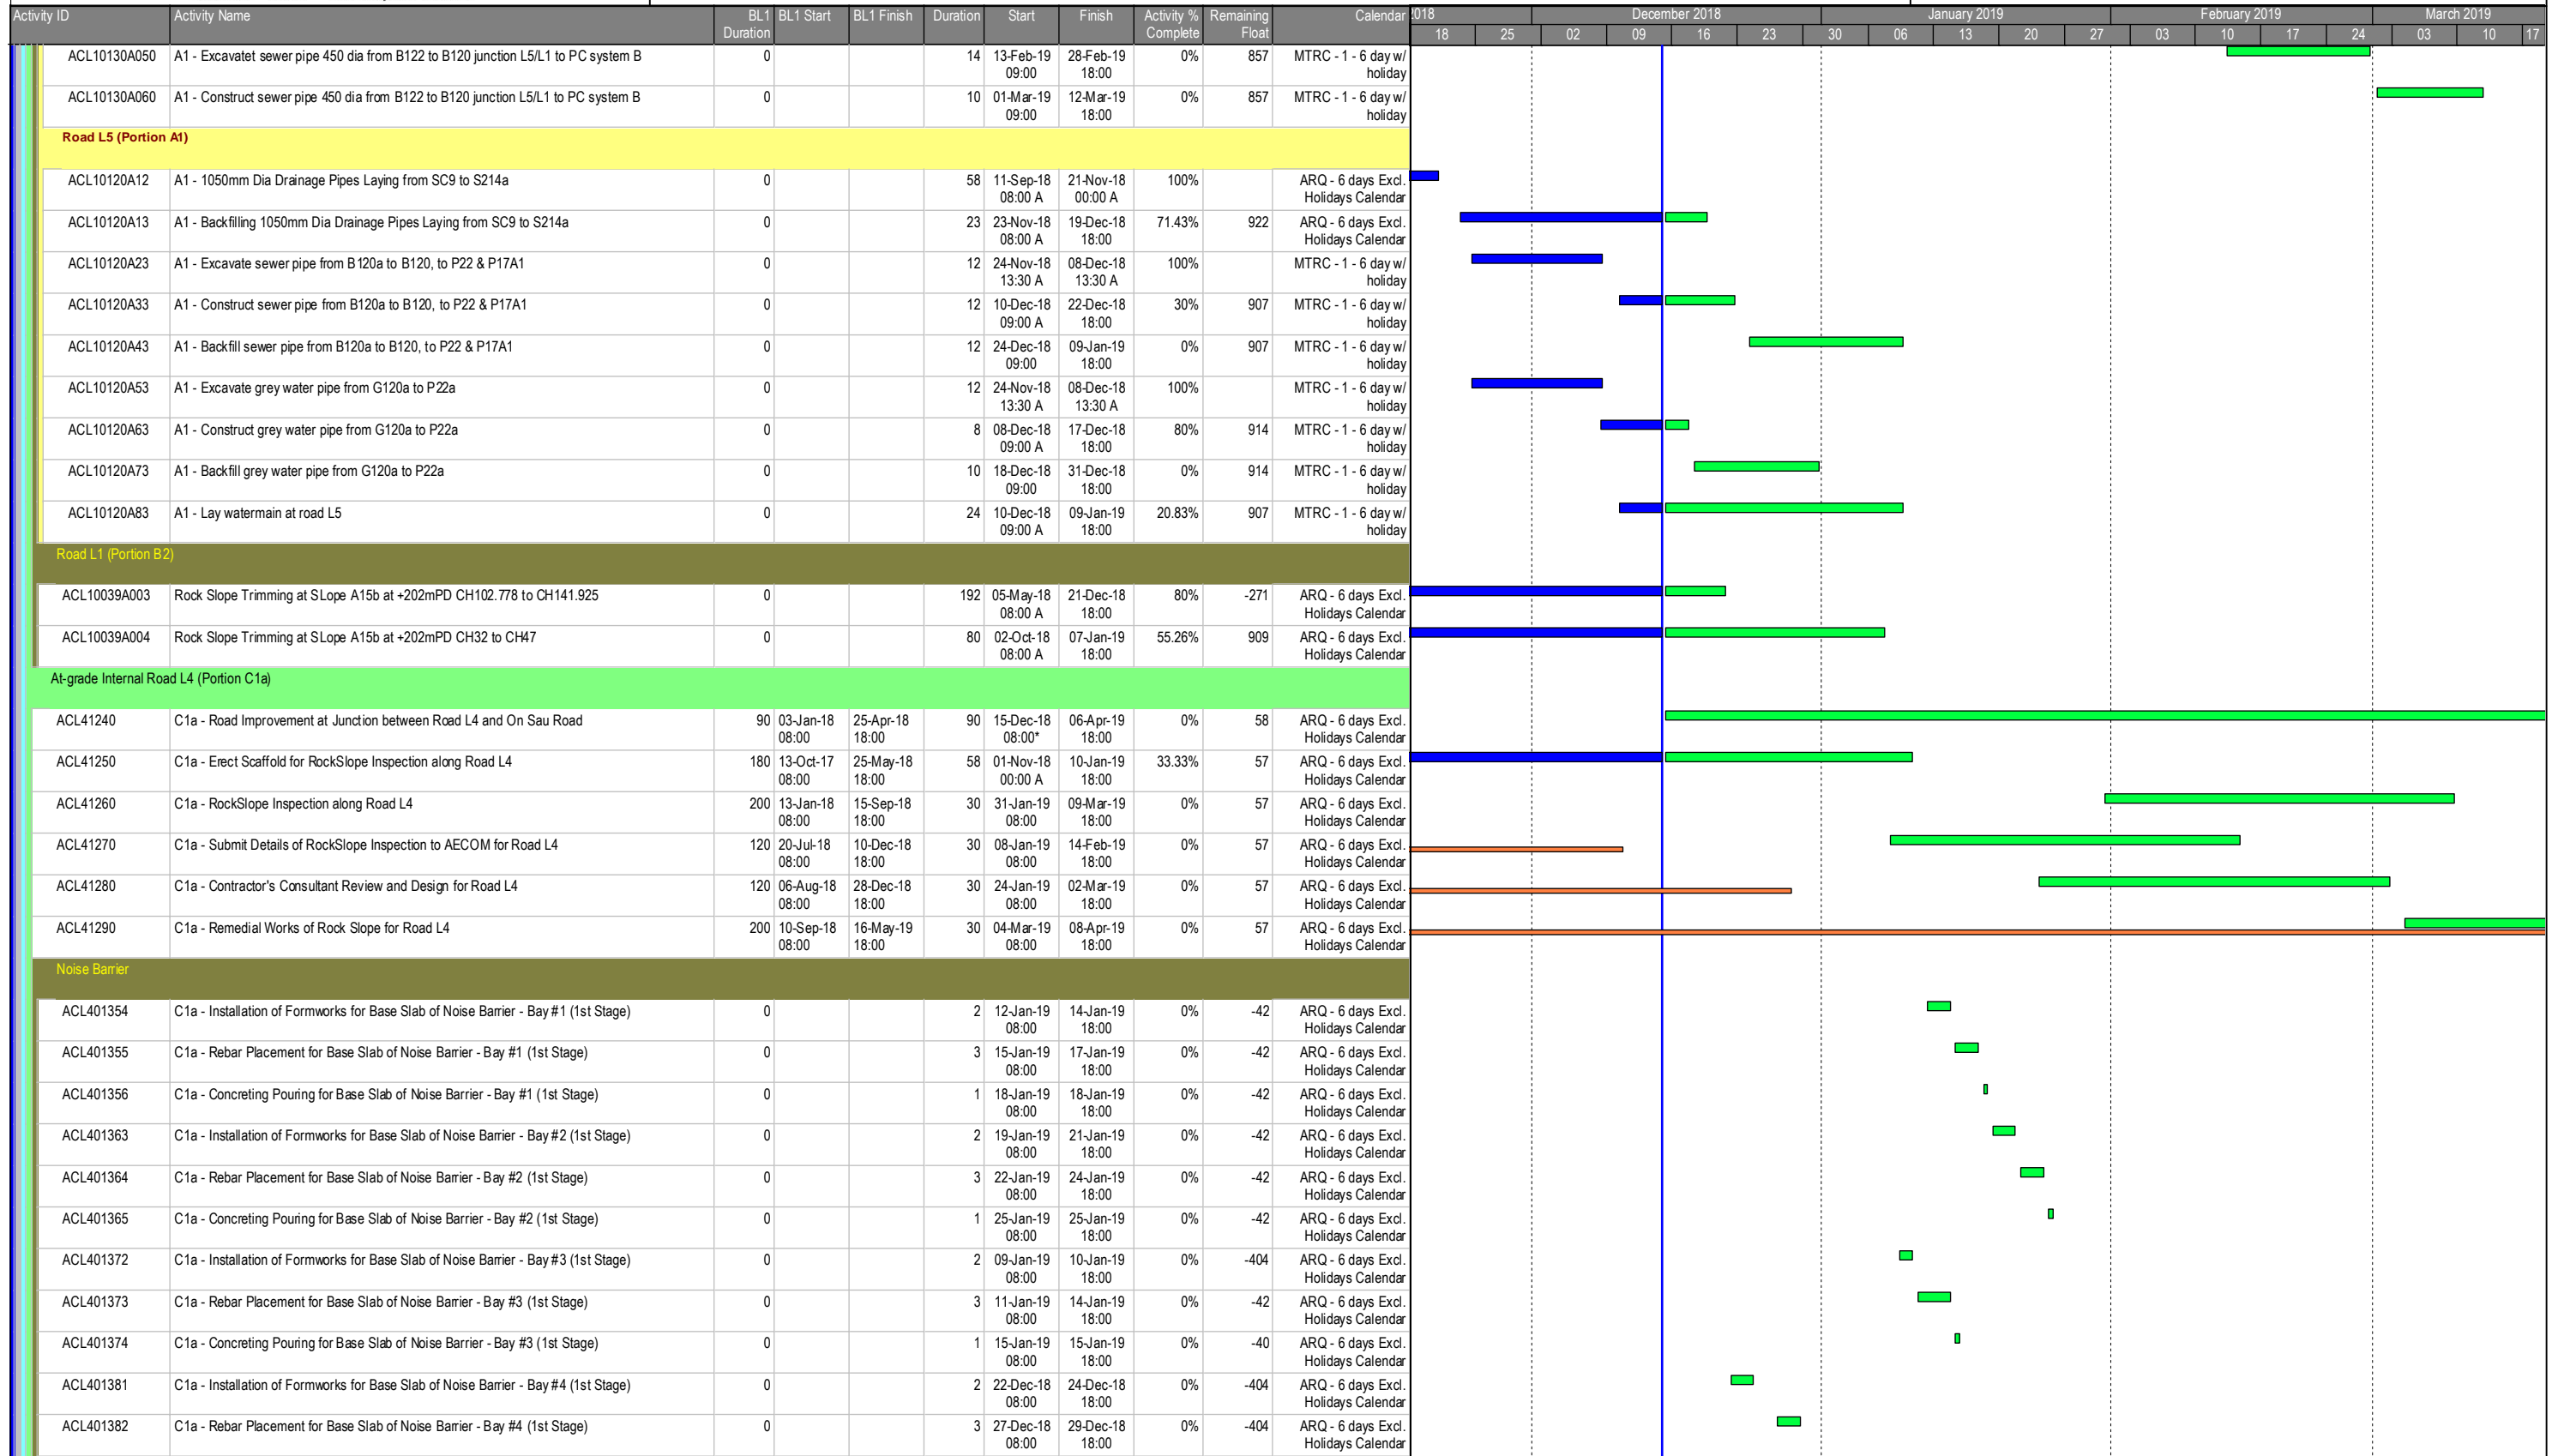 Activity ID Activity Name BL1 Duration BL1 Start BL1 Finish Duration Start Finish Activity % Complete Remaining Float Calendar 2018 December 2018 January 2019 February 2019 March 2019
18 25 02 09 16 23 30 06 13 20 27 03 10 17 24 03 10 17
ACL10130A050 A1 - Excavatet sewer pipe 450 dia from B122 to B120 junction L5/L1 to PC system B 0 14 13-Feb-19 28-Feb-19 0% 857 MTRC - 1 - 6 day w/
09:00 18:00 holiday
ACL10130A060 A1 - Construct sewer pipe 450 dia from B122 to B120 junction L5/L1 to PC system B 0 10 01-Mar-19 12-Mar-19 0% 857 MTRC - 1 - 6 day w/
09:00 18:00 holiday
Road L5 (Portion A1)
ACL10120A12 A1 - 1050mm Dia Drainage Pipes Laying from SC9 to S214a 0 58 11-Sep-18 21-Nov-18 100% ARQ - 6 days Excl.
08:00 A 00:00 A Holidays Calendar
ACL10120A13 A1 - Backfilling 1050mm Dia Drainage Pipes Laying from SC9 to S214a 0 23 23-Nov-18 19-Dec-18 71.43% 922 ARQ - 6 days Excl.
08:00 A 18:00 Holidays Calendar
ACL10120A23 A1 - Excavate sewer pipe from B120a to B120, to P22 & P17A1 0 12 24-Nov-18 08-Dec-18 100% MTRC - 1 - 6 day w/
13:30 A 13:30 A holiday
ACL10120A33 A1 - Construct sewer pipe from B120a to B120, to P22 & P17A1 0 12 10-Dec-18 22-Dec-18 30% 907 MTRC - 1 - 6 day w/
09:00 A 18:00 holiday
ACL10120A43 A1 - Backfill sewer pipe from B120a to B120, to P22 & P17A1 0 12 24-Dec-18 09-Jan-19 0% 907 MTRC - 1 - 6 day w/
09:00 18:00 holiday
ACL10120A53 A1 - Excavate grey water pipe from G120a to P22a 0 12 24-Nov-18 08-Dec-18 100% MTRC - 1 - 6 day w/
13:30 A 13:30 A holiday
ACL10120A63 A1 - Construct grey water pipe from G120a to P22a 0 8 08-Dec-18 17-Dec-18 80% 914 MTRC - 1 - 6 day w/
09:00 A 18:00 holiday
ACL10120A73 A1 - Backfill grey water pipe from G120a to P22a 0 10 18-Dec-18 31-Dec-18 0% 914 MTRC - 1 - 6 day w/
09:00 18:00 holiday
ACL10120A83 A1 - Lay watermain at road L5 0 24 10-Dec-18 09-Jan-19 20.83% 907 MTRC - 1 - 6 day w/
09:00 A 18:00 holiday
Road L1 (Portion B2)
ACL10039A003 Rock Slope Trimming at SLope A15b at +202mPD CH102.778 to CH141.925 0 192 05-May-18 21-Dec-18 80% -271 ARQ - 6 days Excl.
08:00 A 18:00 Holidays Calendar
ACL10039A004 Rock Slope Trimming at SLope A15b at +202mPD CH32 to CH47 0 80 02-Oct-18 07-Jan-19 55.26% 909 ARQ - 6 days Excl.
08:00 A 18:00 Holidays Calendar
At-grade Internal Road L4 (Portion C1a)
ACL41240 C1a - Road Improvement at Junction between Road L4 and On Sau Road 90 03-Jan-18 25-Apr-18 90 15-Dec-18 06-Apr-19 0% 58 ARQ - 6 days Excl.
08:00 18:00 08:00* 18:00 Holidays Calendar
ACL41250 C1a - Erect Scaffold for RockSlope Inspection along Road L4 180 13-Oct-17 25-May-18 58 01-Nov-18 10-Jan-19 33.33% 57 ARQ - 6 days Excl.
08:00 18:00 00:00 A 18:00 Holidays Calendar
ACL41260 C1a - RockSlope Inspection along Road L4 200 13-Jan-18 15-Sep-18 30 31-Jan-19 09-Mar-19 0% 57 ARQ - 6 days Excl.
08:00 18:00 08:00 18:00 Holidays Calendar
ACL41270 C1a - Submit Details of RockSlope Inspection to AECOM for Road L4 120 20-Jul-18 10-Dec-18 30 08-Jan-19 14-Feb-19 0% 57 ARQ - 6 days Excl.
08:00 18:00 08:00 18:00 Holidays Calendar
ACL41280 C1a - Contractor's Consultant Review and Design for Road L4 120 06-Aug-18 28-Dec-18 30 24-Jan-19 02-Mar-19 0% 57 ARQ - 6 days Excl.
08:00 18:00 08:00 18:00 Holidays Calendar
ACL41290 C1a - Remedial Works of Rock Slope for Road L4 200 10-Sep-18 16-May-19 30 04-Mar-19 08-Apr-19 0% 57 ARQ - 6 days Excl.
08:00 18:00 08:00 18:00 Holidays Calendar
Noise Barrier
ACL401354 C1a - Installation of Formworks for Base Slab of Noise Barrier - Bay #1 (1st Stage) 0 2 12-Jan-19 14-Jan-19 0% -42 ARQ - 6 days Excl.
08:00 18:00 Holidays Calendar
ACL401355 C1a - Rebar Placement for Base Slab of Noise Barrier - Bay #1 (1st Stage) 0 3 15-Jan-19 17-Jan-19 0% -42 ARQ - 6 days Excl.
08:00 18:00 Holidays Calendar
ACL401356 C1a - Concreting Pouring for Base Slab of Noise Barrier - Bay #1 (1st Stage) 0 1 18-Jan-19 18-Jan-19 0% -42 ARQ - 6 days Excl.
08:00 18:00 Holidays Calendar
ACL401363 C1a - Installation of Formworks for Base Slab of Noise Barrier - Bay #2 (1st Stage) 0 2 19-Jan-19 21-Jan-19 0% -42 ARQ - 6 days Excl.
08:00 18:00 Holidays Calendar
ACL401364 C1a - Rebar Placement for Base Slab of Noise Barrier - Bay #2 (1st Stage) 0 3 22-Jan-19 24-Jan-19 0% -42 ARQ - 6 days Excl.
08:00 18:00 Holidays Calendar
ACL401365 C1a - Concreting Pouring for Base Slab of Noise Barrier - Bay #2 (1st Stage) 0 1 25-Jan-19 25-Jan-19 0% -42 ARQ - 6 days Excl.
08:00 18:00 Holidays Calendar
ACL401372 C1a - Installation of Formworks for Base Slab of Noise Barrier - Bay #3 (1st Stage) 0 2 09-Jan-19 10-Jan-19 0% -404 ARQ - 6 days Excl.
08:00 18:00 Holidays Calendar
ACL401373 C1a - Rebar Placement for Base Slab of Noise Barrier - Bay #3 (1st Stage) 0 3 11-Jan-19 14-Jan-19 0% -42 ARQ - 6 days Excl.
08:00 18:00 Holidays Calendar
ACL401374 C1a - Concreting Pouring for Base Slab of Noise Barrier - Bay #3 (1st Stage) 0 1 15-Jan-19 15-Jan-19 0% -40 ARQ - 6 days Excl.
08:00 18:00 Holidays Calendar
ACL401381 C1a - Installation of Formworks for Base Slab of Noise Barrier - Bay #4 (1st Stage) 0 2 22-Dec-18 24-Dec-18 0% -404 ARQ - 6 days Excl.
08:00 18:00 Holidays Calendar
ACL401382 C1a - Rebar Placement for Base Slab of Noise Barrier - Bay #4 (1st Stage) 0 3 27-Dec-18 29-Dec-18 0% -404 ARQ - 6 days Excl.
08:00 18:00 Holidays Calendar